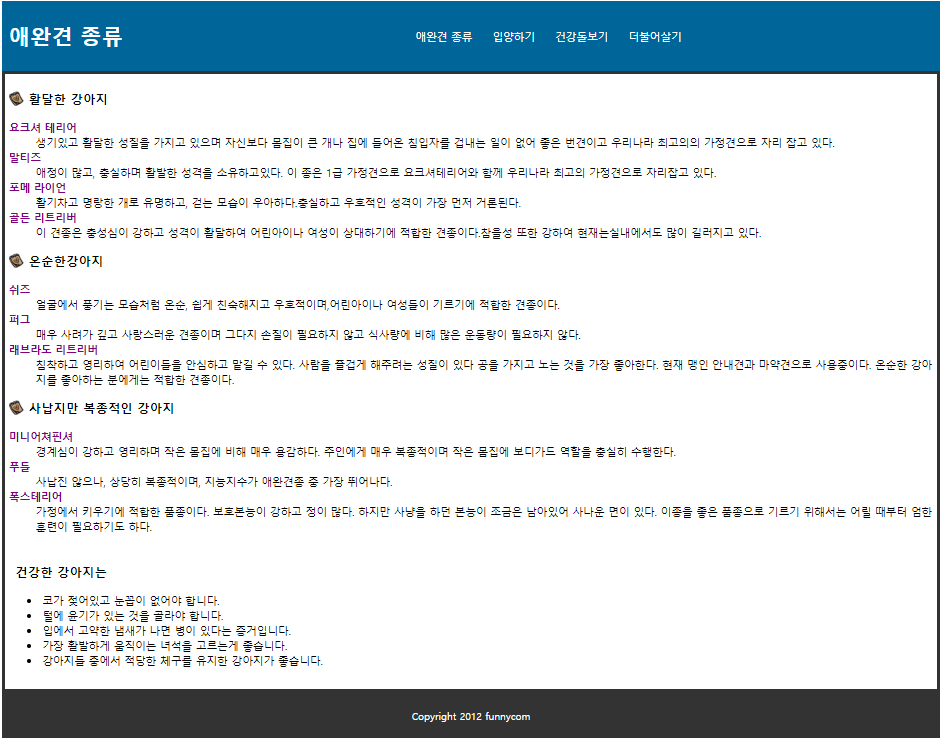 애완견 종류
애완견 종류 입양하기 건강돌보기 더불어살기
활달한 강아지
요크셔 테리어
생기있고 활달한 성질을 가지고 있으며 자신보다 몸집이 큰 개나 집에 들어온 침입자를 겁내는 일이 없어 좋은 번견이고 우리나라 최고의의 가정견으로 자리 잡고 있다.
말티즈
애정이 많고, 충실하며 활발한 성격을 소유하고있다. 이 종은 1급 가정견으로 요크셔테리어와 함께 우리나라 최고의 가정견으로 자리잡고 있다.
포메 라이언
활기차고 명랑한 개로 유명하고, 걷는 모습이 우아하다.충실하고 우호적인 성격이 가장 먼저 거론된다.
골든 리트리버
이 견종은 충성심이 강하고 성격이 활달하여 어린아이나 여성이 상대하기에 적합한 견종이다.참을성 또한 강하여 현재는실내에서도 많이 길러지고 있다.
온순한강아지
쉬즈
얼굴에서 풍기는 모습처럼 온순, 쉽게 친숙해지고 우호적이며,어린아이나 여성들이 기르기에 적합한 견종이다.
퍼그
매우 사려가 깊고 사랑스러운 견종이며 그다지 손질이 필요하지 않고 식사량에 비해 많은 운동량이 필요하지 않다.
래브라도 리트리버
침착하고 영리하여 어린이들을 안심하고 맡길 수 있다. 사람을 즐겁게 해주려는 성질이 있다 공을 가지고 노는 것을 가장 좋아한다. 현재 맹인 안내견과 마약견으로 사용중이다. 온순한 강아
지를 좋아하는 분에게는 적합한 견종이다.
사납지만 복종적인 강아지
미니어쳐핀셔
경계심이 강하고 영리하며 작은 몸집에 비해 매우 용감하다. 주인에게 매우 복종적이며 작은 몸집에 보디가드 역할을 충실히 수행한다.
푸들
사납진 않으나, 상당히 복종적이며, 지능지수가 애완견종 중 가장 뛰어나다.
폭스테리어
가정에서 키우기에 적합한 품종이다. 보호본능이 강하고 정이 많다. 하지만 사냥을 하던 본능이 조금은 남아있어 사나운 면이 있다. 이종을 좋은 품종으로 기르기 위해서는 어릴 때부터 엄한
훈련이 필요하기도 하다.
건강한 강아지는
코가 젖어있고 눈꼽이 없어야 합니다.
털에 윤기가 있는 것을 골라야 합니다.
입에서 고약한 냄새가 나면 병이 있다는 증거입니다.
가장 활발하게 움직이는 녀석을 고르는게 좋습니다.
강아지들 중에서 적당한 체구를 유지한 강아지가 좋습니다.
Copyright 2012 funnycom